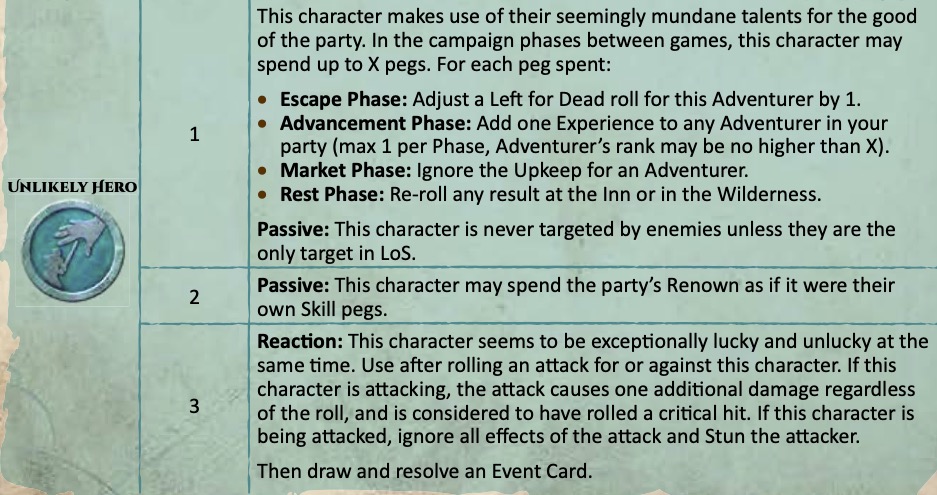 This character makes use of their seemingly mundane talents for the good
of the party. In the campaign phases between games, this character may
spend up to X pegs. For each peg spent:
• Escape Phase: Adjust a Left for Dead roll for this Adventurer by 1.
• Advancement Phase: Add one Experience to any Adventurer in your
party (max 1 per Phase, Adventurer's rank may be no higher than X).
• Market Phase: Ignore the Upkeep for an Adventurer.
• Rest Phase: Re-roll any result at the Inn or in the Wilderness.
Passive: This character is never targeted by enemies unless they are the
only target in LoS.
1
Unlikely Hero
2
Passive: This character may spend the party's Renown as if it were their
own Skill pegs.
3
Reaction: This character seems to be exceptionally lucky and unlucky at the
same time. Use after rolling an attack for or against this character. If this
character is attacking, the attack causes one additional damage regardless
of the roll, and is considered to have rolled a critical hit. If this character is
being attacked, ignore all effects of the attack and Stun the attacker.
Then draw and resolve an Event Card.